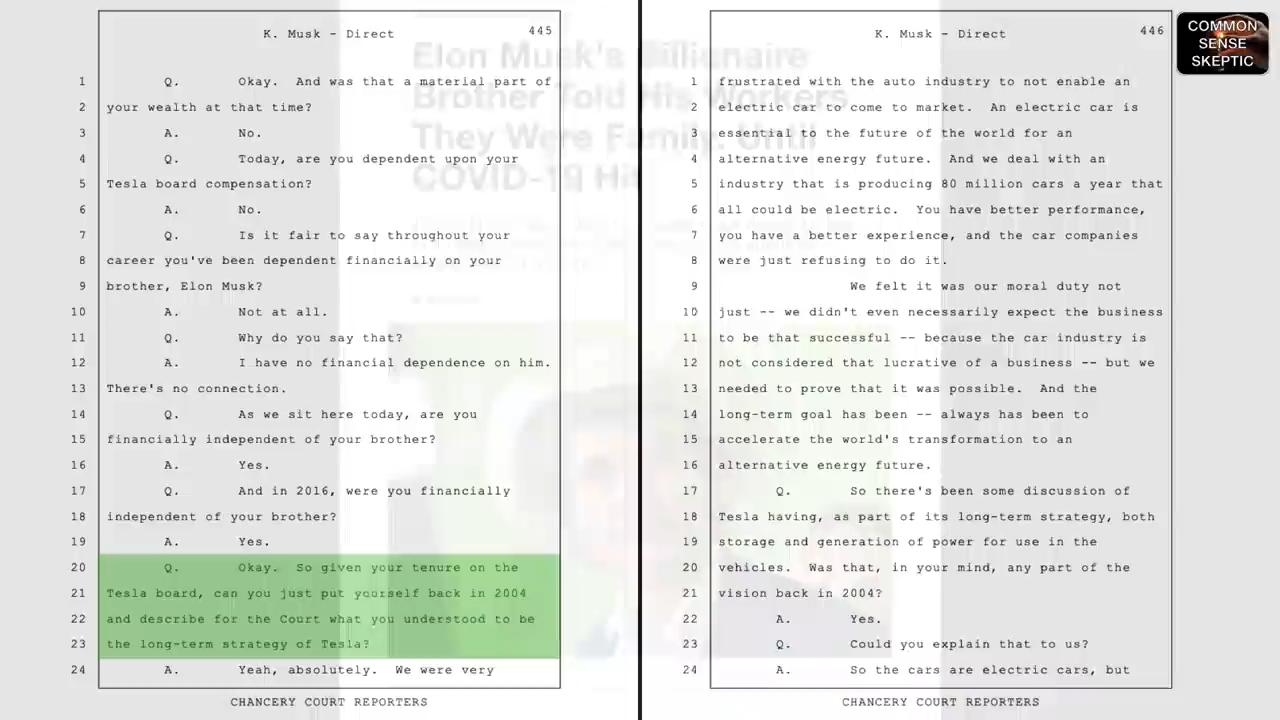 K. Musk - Direct 445
1 Q. Okay. And was that a material part of
2 your wealth at that time?
3 A. No.
4 Q. Today, are you dependent upon your
5 Tesla board compensation?
6 A. No.
7 Q. Is it fair to say throughout your
8 career you've been dependent financially on your
9 brother, Elon Musk?
10 A. Not at all.
11 Q. Why do you say that?
12 A. I have no financial dependence on him.
13 There's no connection.
14 Q. As we sit here today, are you
15 financially independent of your brother?
16 A. Yes.
17 Q. And in 2016, were you financially
18 independent of your brother?
19 A. Yes.
20 Q. Okay. So given your tenure on the
21 Tesla board, can you just put yourself back in 2004
22 and describe for the Court what you understood to be
23 the long-term strategy of Tesla?
24 A. Yeah, absolutely. We were very
CHANCERY COURT REPORTERS
K. Musk - Direct 446
1 frustrated with the auto industry to not enable an
2 electric car to come to market. An electric car is
3 essential to the future of the world for an
4 alternative energy future. And we deal with an
5 industry that is producing 80 million cars a year that
6 all could be electric. You have better performance,
7 you have a better experience, and the car companies
8 were just refusing to do it.
9 We felt it was our moral duty not
10 just -- we didn't even necessarily expect the business
11 to be that successful -- because the car industry is
12 not considered that lucrative of a business -- but we
13 needed to prove that it was possible. And the
14 long-term goal has been -- always has been to
15 accelerate the world's transformation to an
16 alternative energy future.
17 Q. So there's been some discussion of
18 Tesla having, as part of its long-term strategy, both
19 storage and generation of power for use in the
20 vehicles. Was that, in your mind, any part of the
21 vision back in 2004?
22 A. Yes.
23 Q. Could you explain that to us?
24 A. So the cars are electric cars, but
CHANCERY COURT REPORTERS
Elon Musk's Billionaire
Brother Told His Workers
They Were Family. Until
COVID-19 Hit
COMMON
SENSE
SKEPTIC